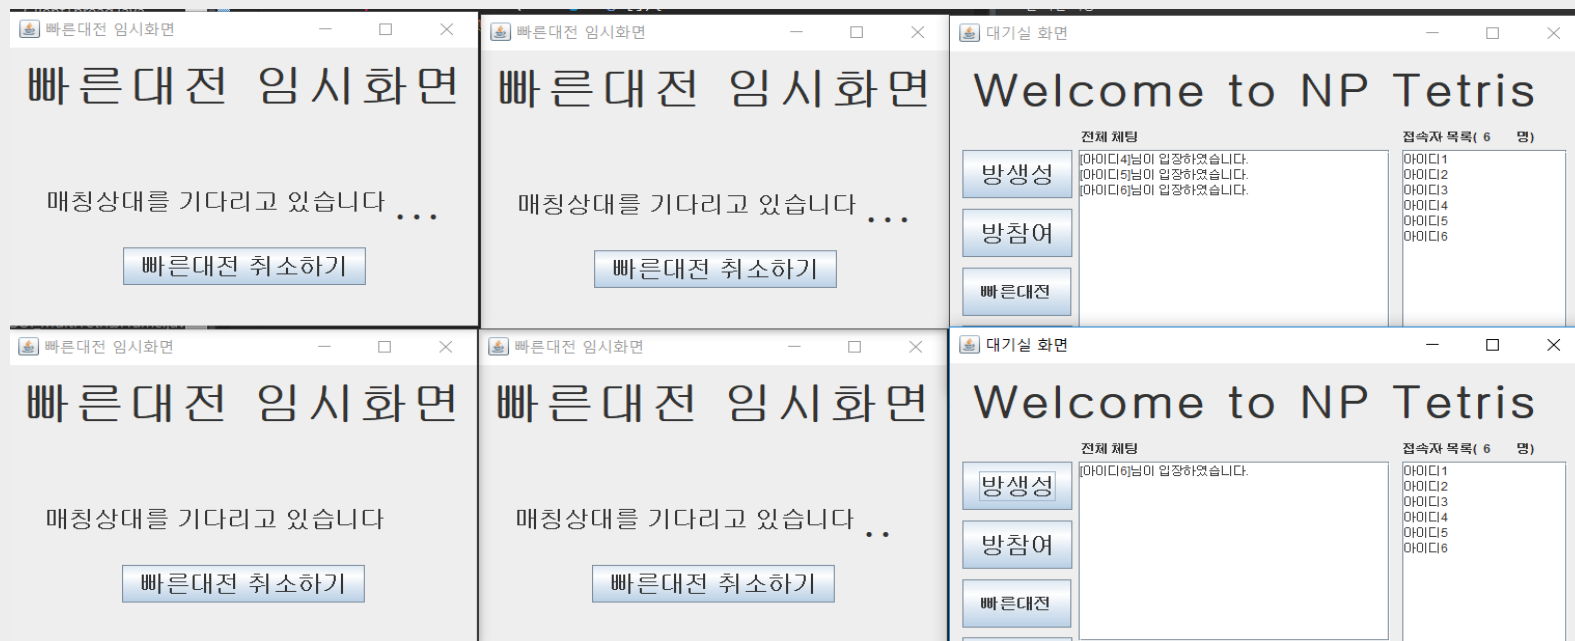 빠른대전 임시화면
빠른대전 임시화면
매칭상대를 기다리고 있습니다 ...
빠른대전 취소하기
빠른대전 임시화면
빠른대전 임시화면
매칭상대를 기다리고 있습니다 ...
빠른대전 취소하기
대기실 화면
Welcome to NP Tetris
전체 채팅
접속자 목록( 6 명)
방생성
방참여
빠른대전
[아이디4]님이 입장하였습니다.
[아이디5]님이 입장하였습니다.
[아이디6]님이 입장하였습니다.
아이디1
아이디2
아이디3
아이디4
아이디5
아이디6
빠른대전 임시화면
빠른대전 임시화면
매칭상대를 기다리고 있습니다
빠른대전 취소하기
빠른대전 임시화면
빠른대전 임시화면
매칭상대를 기다리고 있습니다 ..
빠른대전 취소하기
대기실 화면
Welcome to NP Tetris
전체 채팅
접속자 목록( 6 명)
방생성
방참여
빠른대전
[아이디6]님이 입장하였습니다.
아이디1
아이디2
아이디3
아이디4
아이디5
아이디6